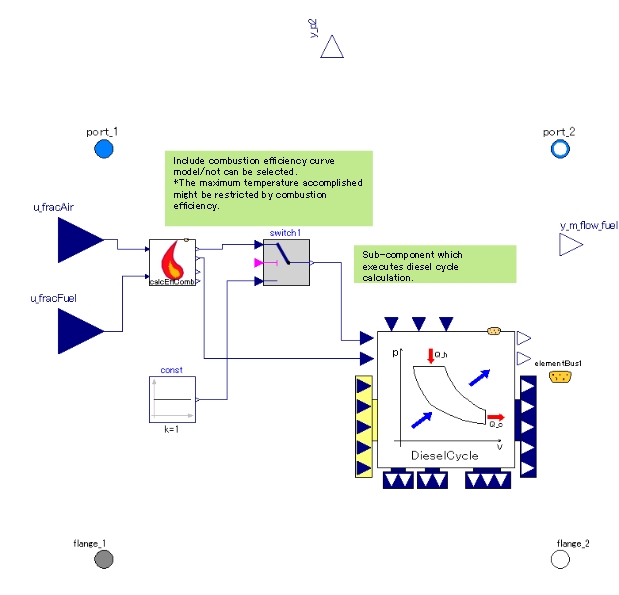 y_p2
port_1
port_2
Include combustion efficiency curve
model/not can be selected.
*The maximum temperature accomplished
might be restricted by combustion
efficiency.
u_fracAir
y_m_flow_fuel
switch1
Sub-component which
executes diesel cycle
calculation.
calcEffComb
u_fracFuel
const
k=1
elementBus1
p
Q_h
Q_o
v
DieselCycle
flange_1
flange_2